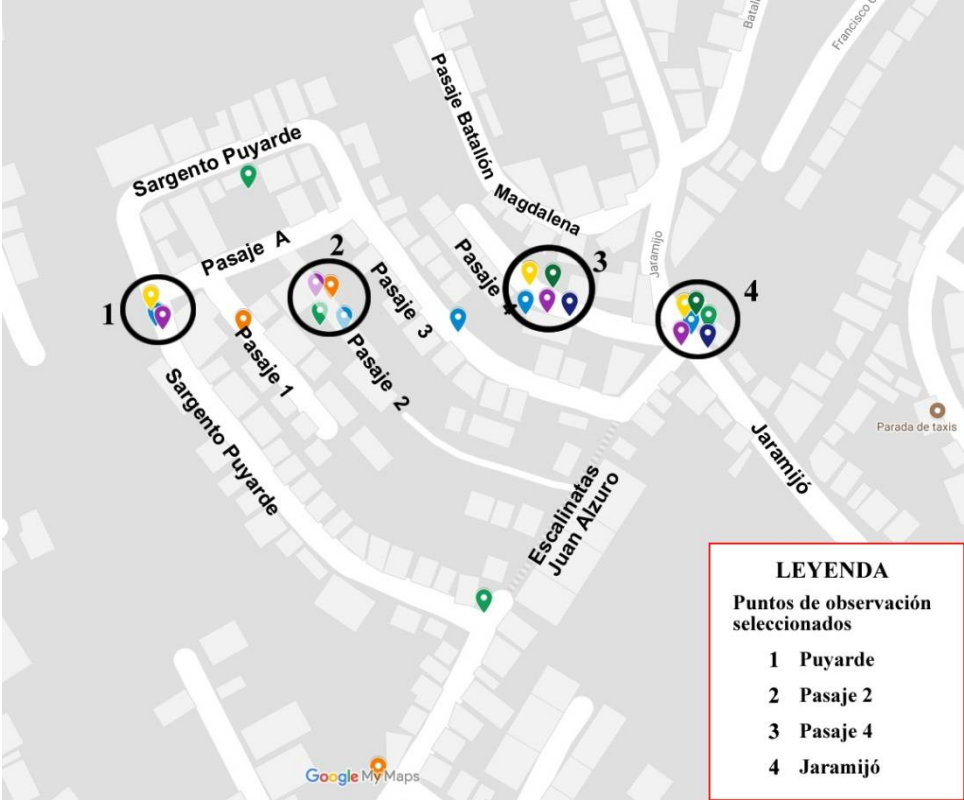 Batall
Francisco
Pasaje Batallón
Magdalena
Sargento Puyarde
Jaramijo
Pasaje A
2
3
Pasaje 3
Pasaje 4
4
1
Pasaje 1
Pasaje 2
Sargento Puyarde
Parada de taxis
Jaramijó
Escalinatas
Juan Alzuro
LEYENDA
Puntos de observación
seleccionados
1 Puyarde
2 Pasaje 2
3 Pasaje 4
4 Jaramijó
Google My Maps